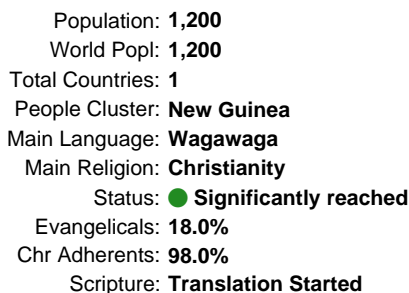 Population: 1,200
World Popl: 1,200
Total Countries: 1
People Cluster: New Guinea
Main Language: Wagawaga
Main Religion: Christianity
Status: Significantly reached
Evangelicals: 18.0%
Chr Adherents: 98.0%
Scripture: Translation Started